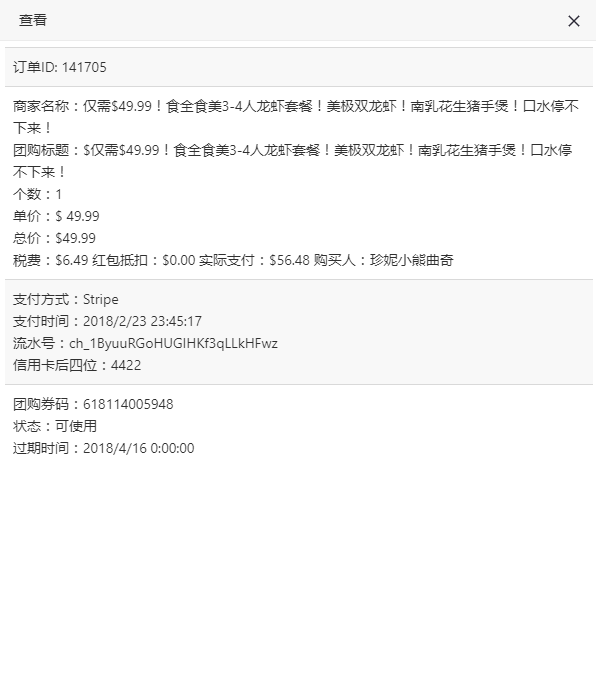 查看
订单ID: 141705
商家名称：仅需$49.99！食全食美3-4人龙虾套餐！美极双龙虾！南乳花生猪手煲！口水停不
下来！
团购标题：$仅需$49.99！食全食美3-4人龙虾套餐！美极双龙虾！南乳花生猪手煲！口水停
不下来！
个数：1
单价：$ 49.99
总价：$49.99
税费：$6.49 红包抵扣：$0.00 实际支付：$56.48 购买人：珍妮小熊曲奇
支付方式：Stripe
支付时间：2018/2/23 23:45:17
流水号：ch_1ByuuRGoHUGIHKf3qLLkHFwz
信用卡后四位：4422
团购券码：618114005948
状态：可使用
过期时间：2018/4/16 0:00:00